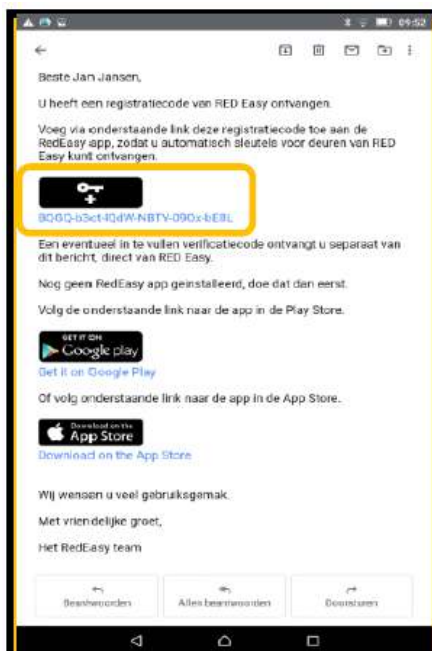 09:52
Beste Jan Jansen,
U heeft een registratiecode van RED Easy ontvangen.
Voeg via onderstaande link deze registratiecode toe aan de
RedEasy app, zodat u automatisch sleutels voor deuren van RED
Easy kunt ontvangen.
Een eventueel in te vullen verificatiecode ontvangt u separaat van
dit bericht, direct van RED Easy.
Nog geen RedEasy app geinstalleerd, doe dat dan eerst.
Volg de onderstaande link naar de app in de Play Store.
GET IT ON
Google play
Get it on Google Play
Of volg onderstaande link naar de app in de App Store.
Download on the
App Store
Download on the App Store
Wij wensen u veel gebruiksgemak.
Met vriendelijke groet,
Het RedEasy team
Beantwoorden
Allen beantwoorden
Doorsturen